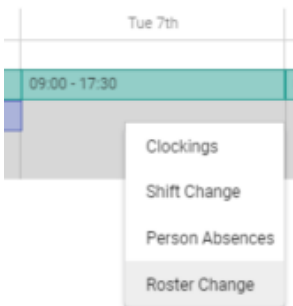 Tue 7th
09:00 - 17:30
Clockings
Shift Change
Person Absences
Roster Change